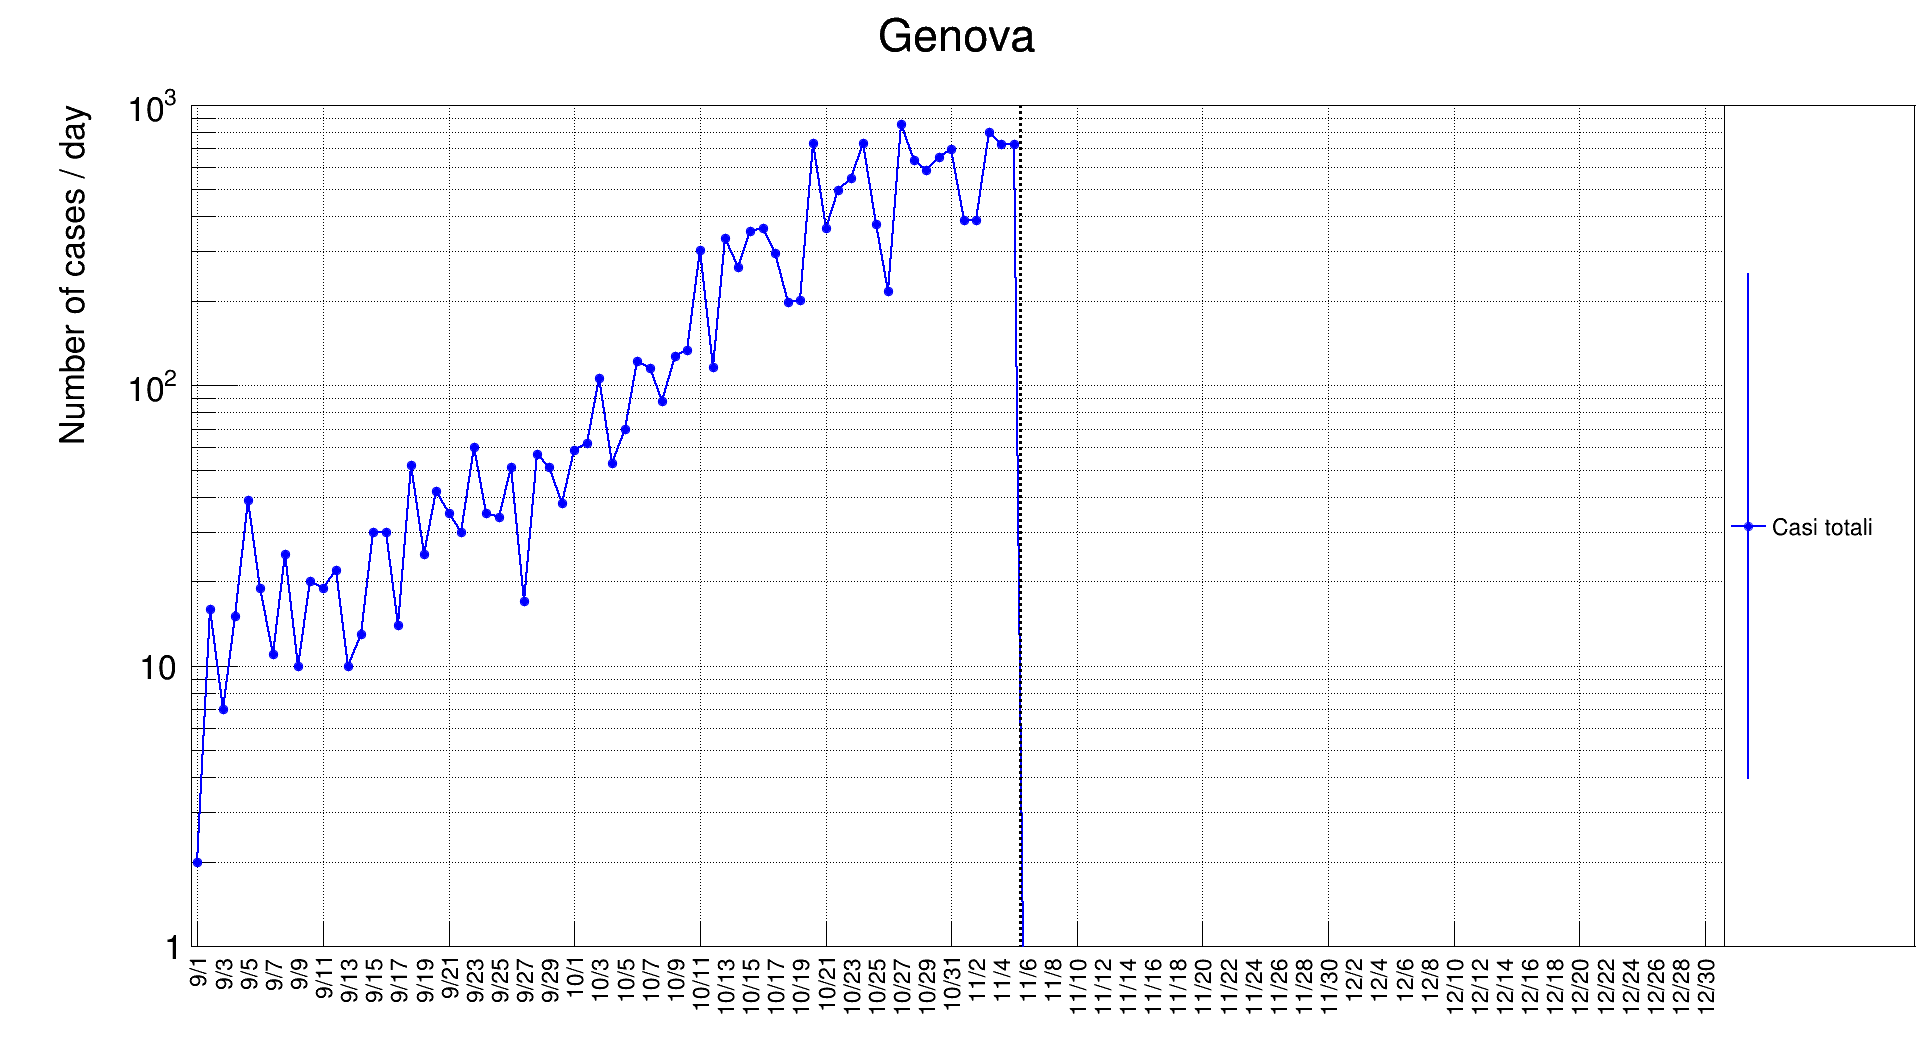 Genova
Number of cases / day
10³
10²
10
1
9/1 9/3 9/5 9/7 9/9 9/11 9/13 9/15 9/17 9/19 9/21 9/23 9/25 9/27 9/29 10/1 10/3 10/5 10/7 10/9 10/11 10/13 10/15 10/17 10/19 10/21 10/23 10/25 10/27 10/29 10/31 11/2 11/4 11/6 11/8 11/10 11/12 11/14 11/16 11/18 11/20 11/22 11/24 11/26 11/28 11/30 12/2 12/4 12/6 12/8 12/10 12/12 12/14 12/16 12/18 12/20 12/22 12/24 12/26 12/28 12/30
Casi totali